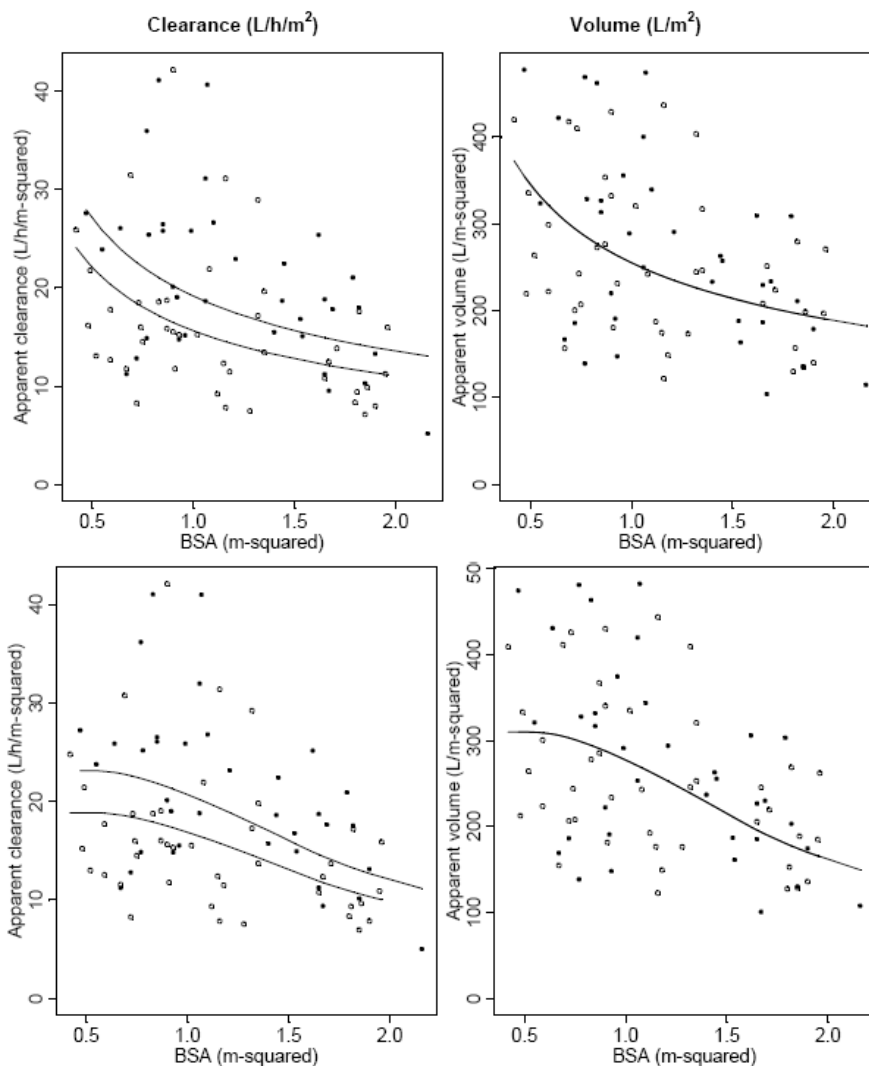 Clearance (L/h/m²)
Volume (L/m²)
Apparent clearance (L/h/m-squared)
0 10 20 30 40
0.5 1.0 1.5 2.0
BSA (m-squared)
Apparent volume (L/m-squared)
0 100 200 300 400
0.5 1.0 1.5 2.0
BSA (m-squared)
Apparent clearance (L/h/m-squared)
0 10 20 30 40
0.5 1.0 1.5 2.0
BSA (m-squared)
Apparent volume (L/m-squared)
0 100 200 300 400 50
0.5 1.0 1.5 2.0
BSA (m-squared)